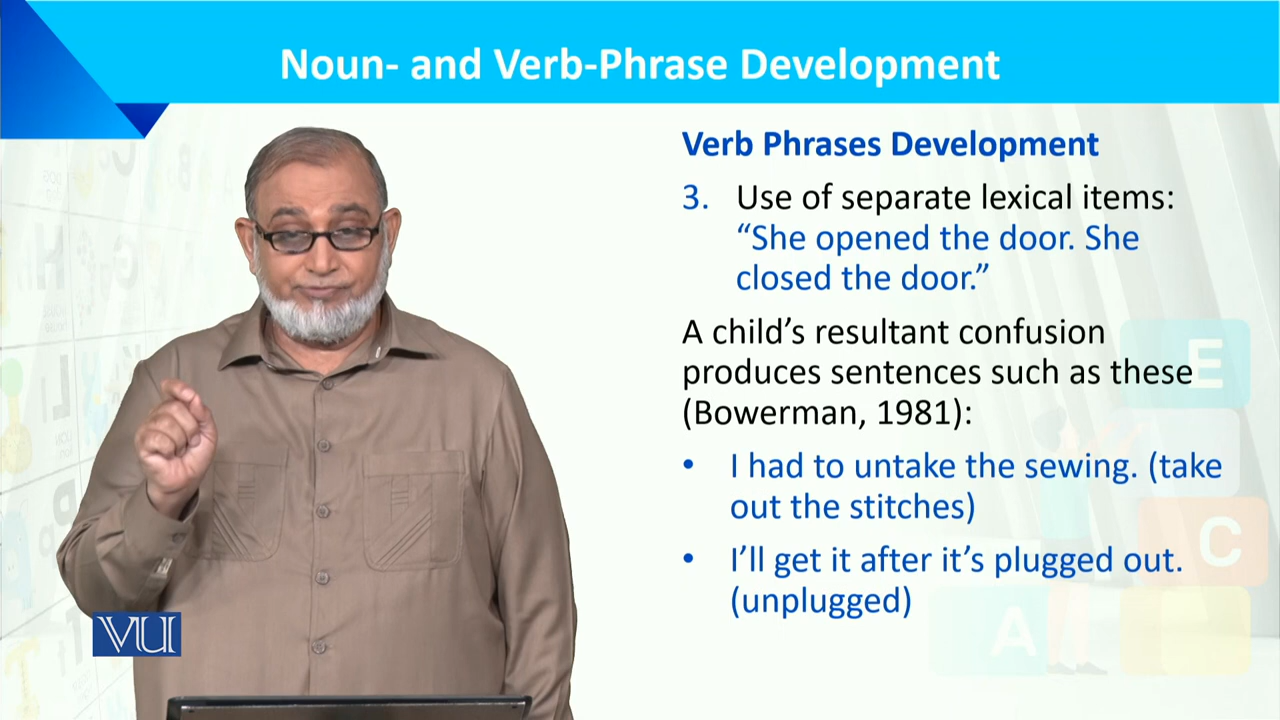 Noun- and Verb-Phrase Development
Verb Phrases Development
3. Use of separate lexical items:
“She opened the door. She
closed the door.”
A child’s resultant confusion
produces sentences such as these
(Bowerman, 1981):
• I had to untake the sewing. (take
out the stitches)
• I’ll get it after it’s plugged out.
(unplugged)
VU
E
C
A